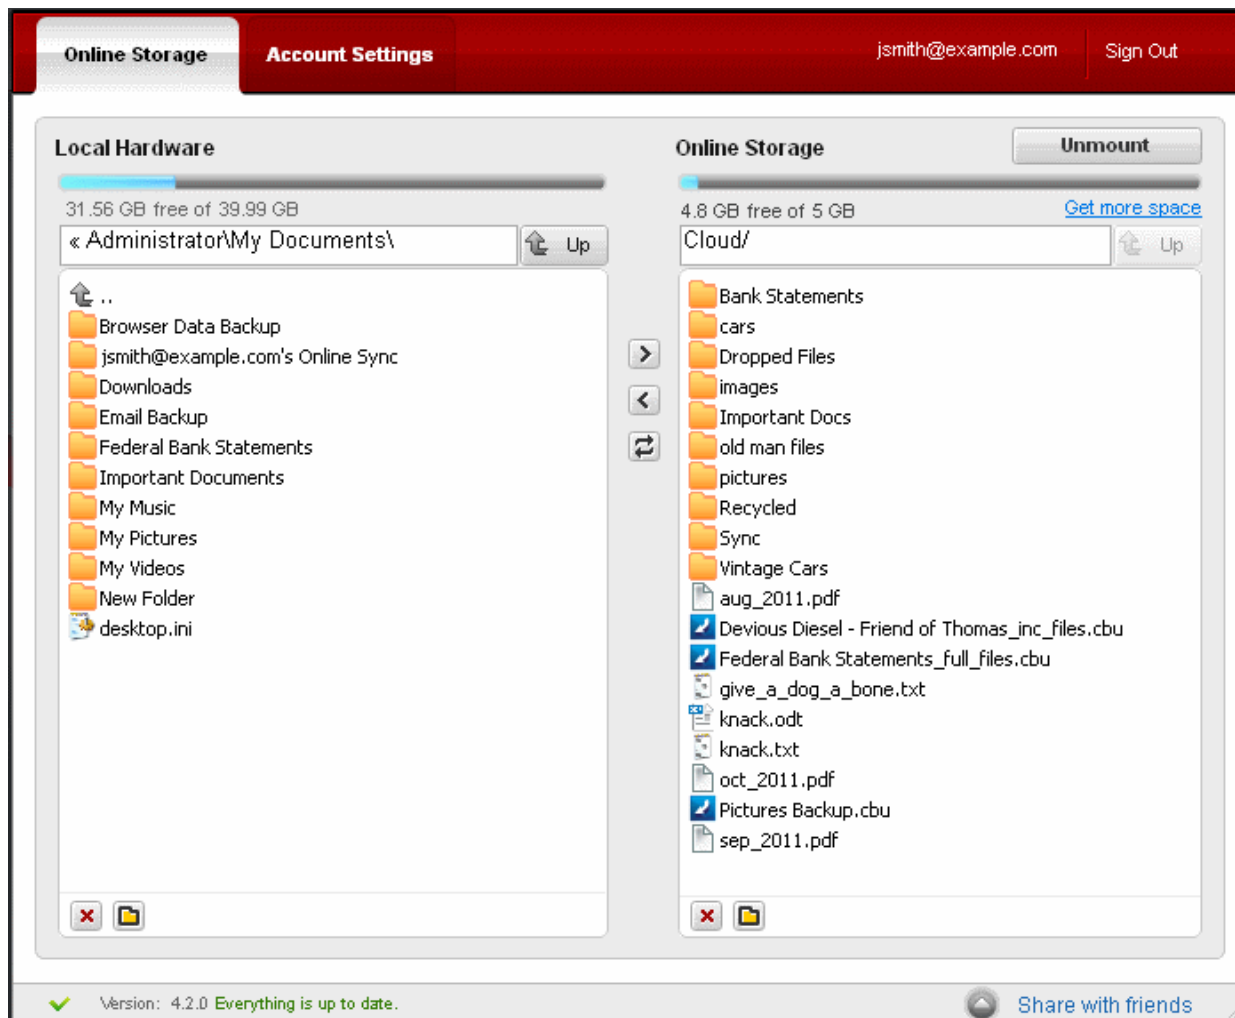 Online Storage
Account Settings
jsmith@example.com
Sign Out
Local Hardware
31.56 GB free of 39.99 GB
« Administrator\My Documents\
Up
..
Browser Data Backup
jsmith@example.com's Online Sync
Downloads
Email Backup
Federal Bank Statements
Important Documents
My Music
My Pictures
My Videos
New Folder
desktop.ini
Online Storage
Unmount
4.8 GB free of 5 GB
Get more space
Cloud/
Up
Bank Statements
cars
Dropped Files
images
Important Docs
old man files
pictures
Recycled
Sync
Vintage Cars
aug_2011.pdf
Devious Diesel - Friend of Thomas_inc_files.cbu
Federal Bank Statements_full_files.cbu
give_a_dog_a_bone.txt
knack.odt
knack.txt
oct_2011.pdf
Pictures Backup.cbu
sep_2011.pdf
Version: 4.2.0 Everything is up to date.
Share with friends